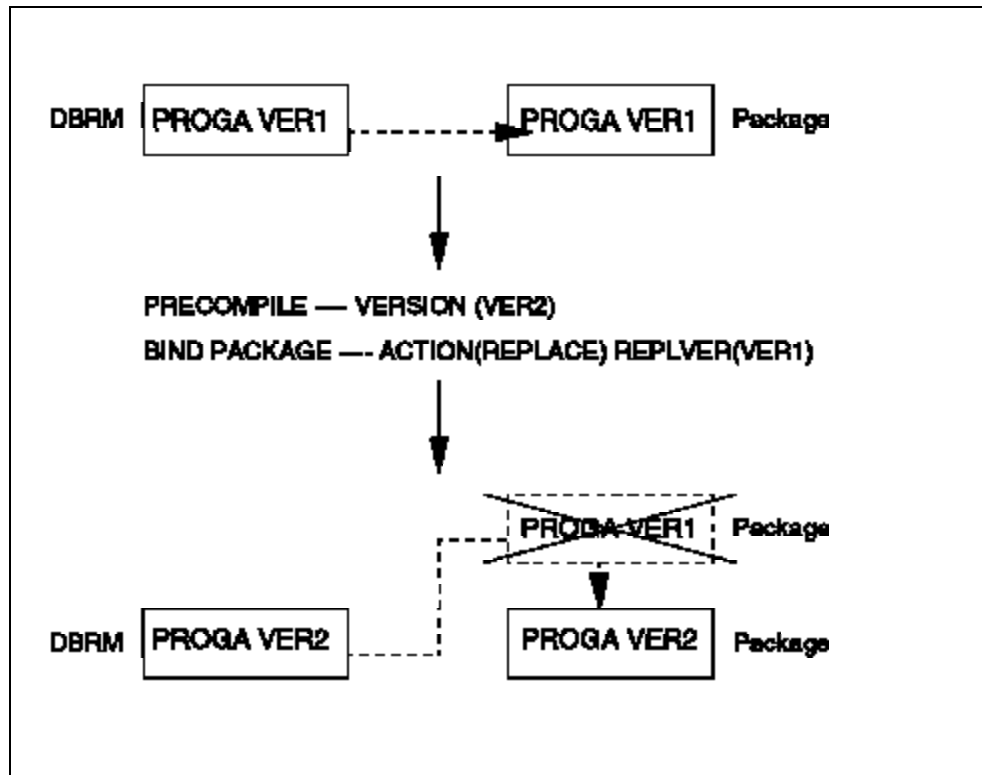 DBRM PROGA VER1 PROGA VER1 Package
PRECOMPILE –– VERSION (VER2)
BIND PACKAGE ––- ACTION(REPLACE) REPLVER(VER1)
PROGA VER1 Package
DBRM PROGA VER2 PROGA VER2 Package